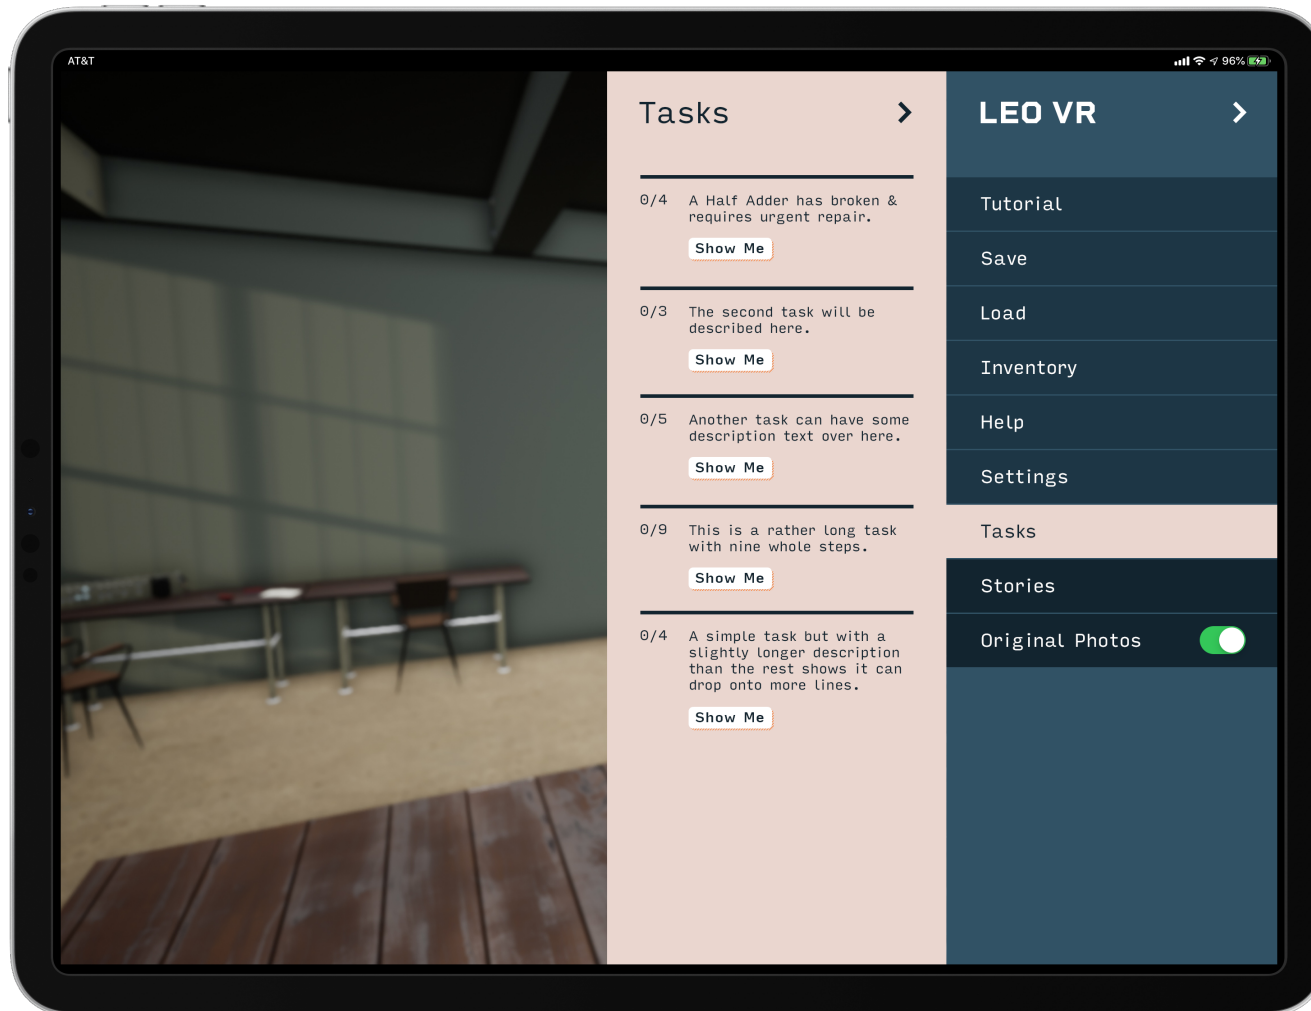 AT&T
96%
Tasks
0/4 A Half Adder has broken &
requires urgent repair.
Show Me
0/3 The second task will be
described here.
Show Me
0/5 Another task can have some
description text over here.
Show Me
0/9 This is a rather long task
with nine whole steps.
Show Me
0/4 A simple task but with a
slightly longer description
than the rest shows it can
drop onto more lines.
Show Me
LEO VR
Tutorial
Save
Load
Inventory
Help
Settings
Tasks
Stories
Original Photos